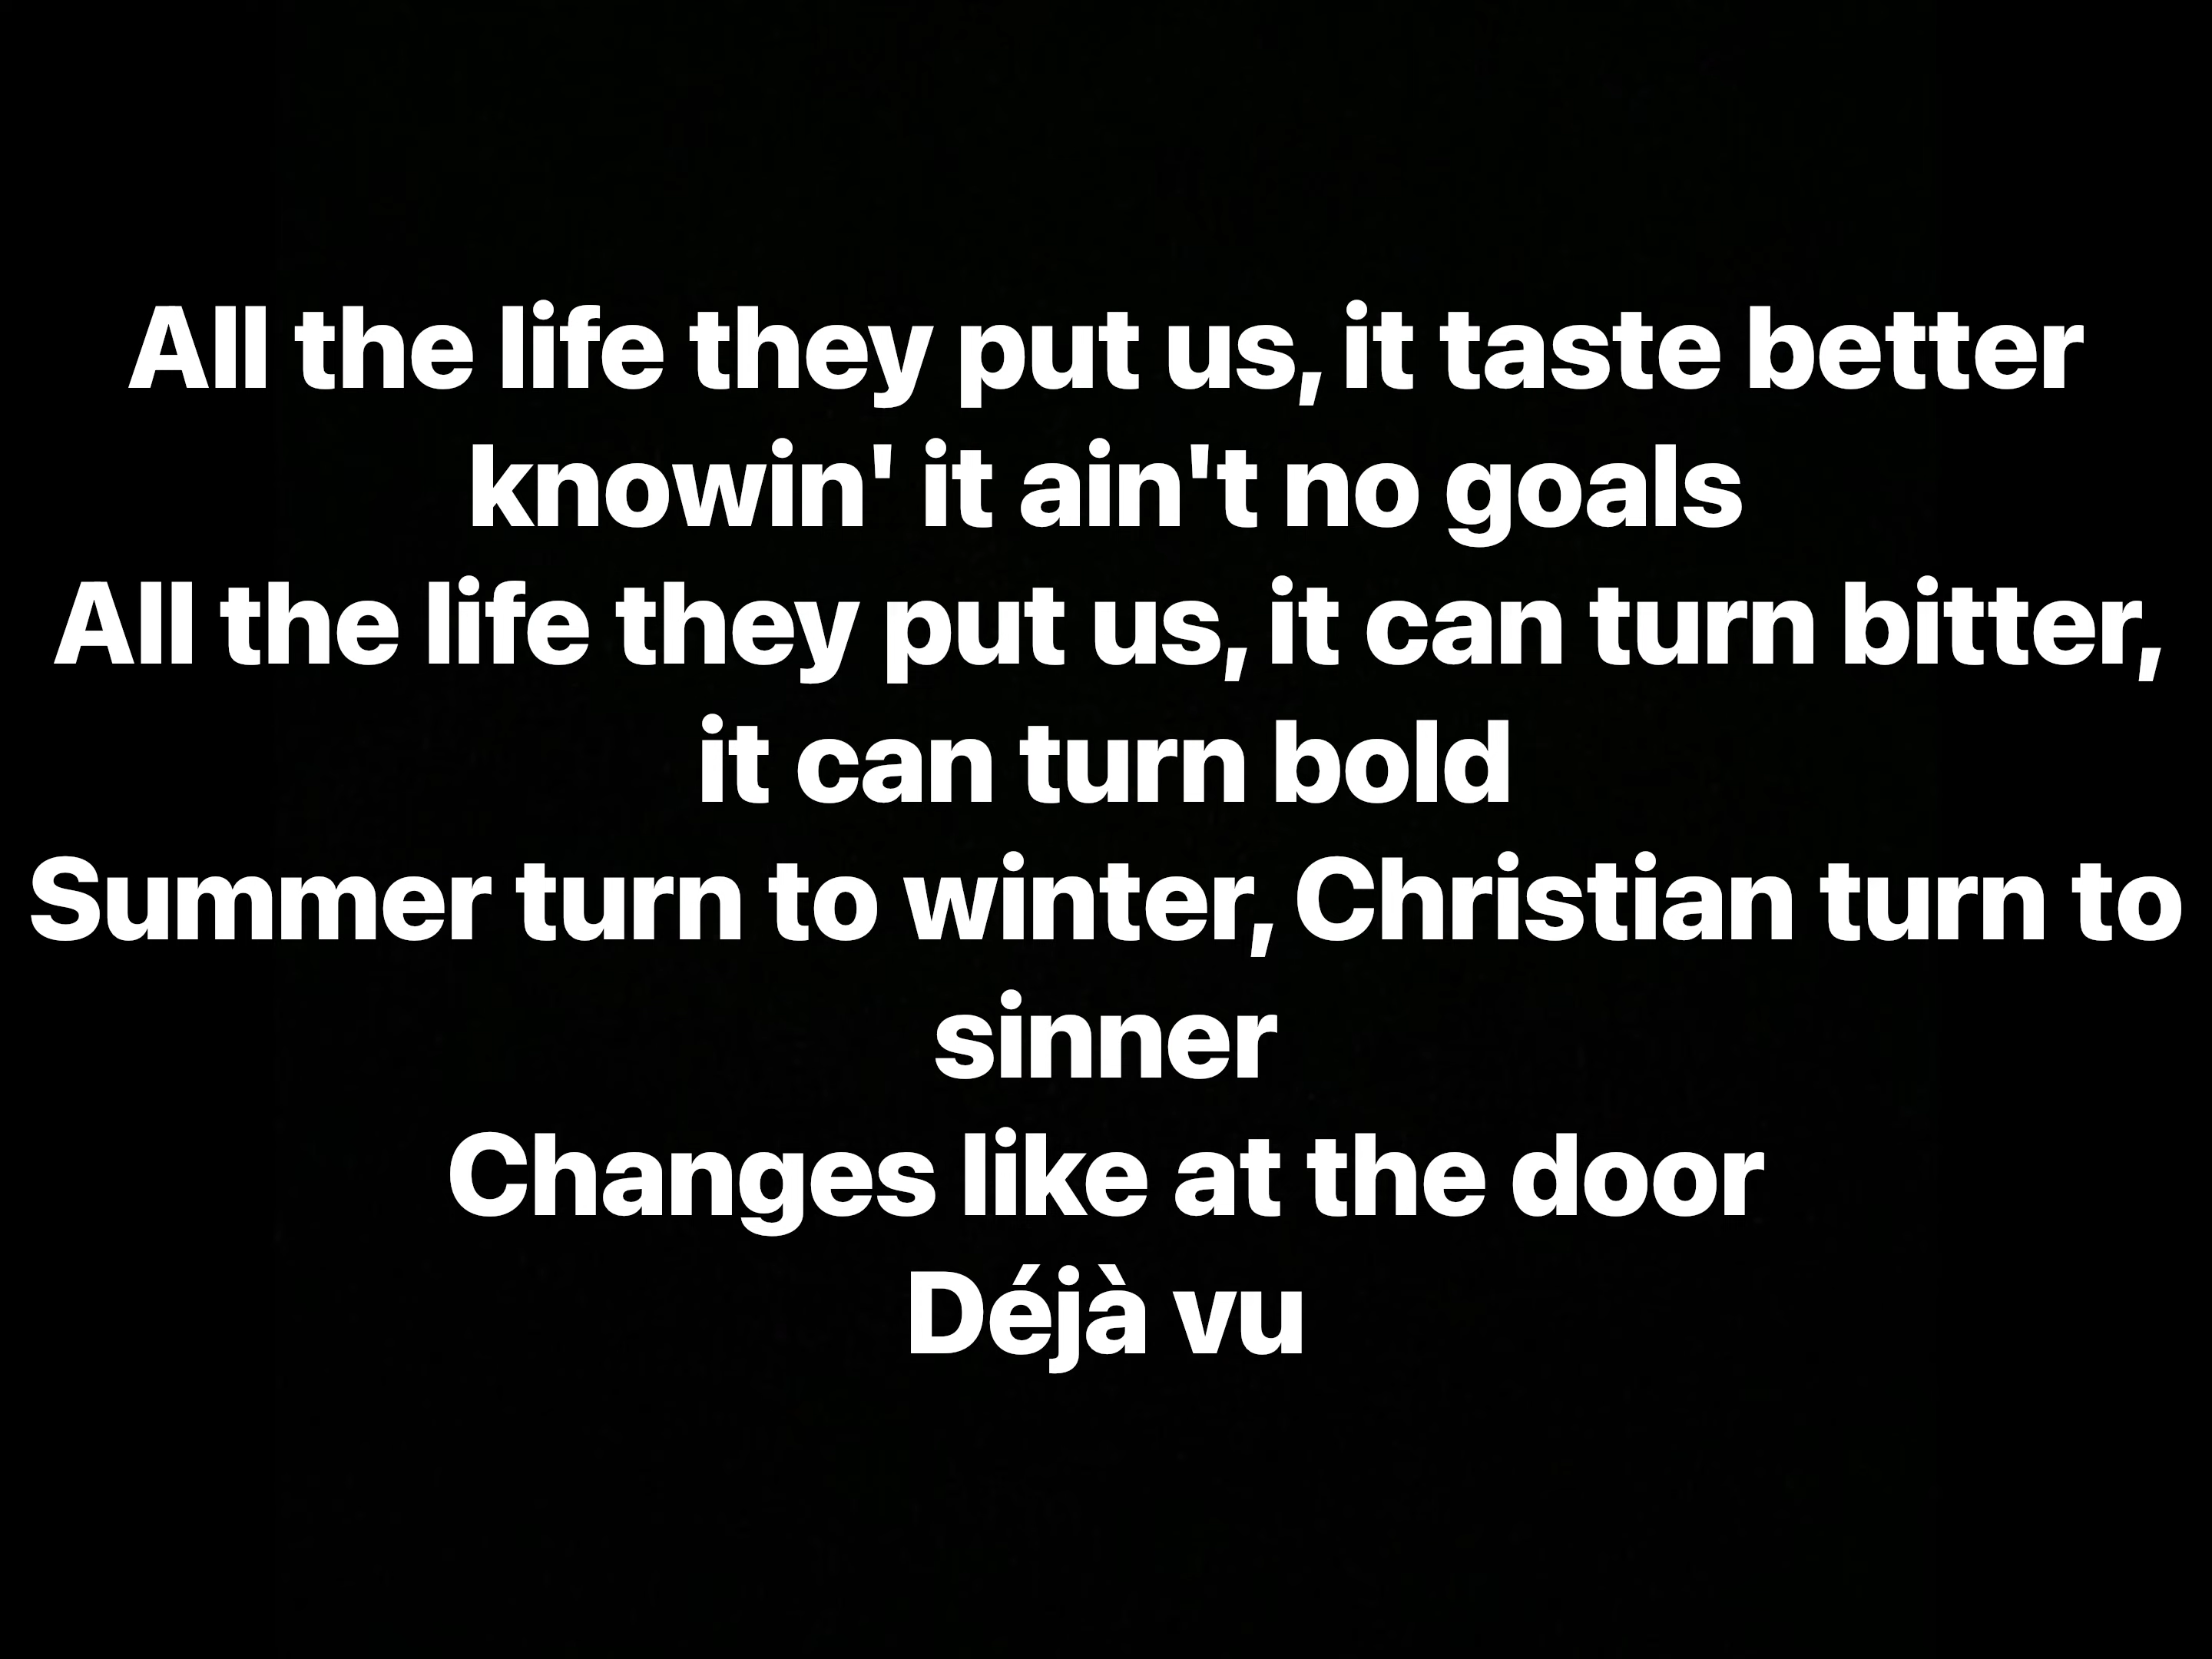 All the life they put us, it taste better
knowin' it ain't no goals
All the life they put us, it can turn bitter,
it can turn bold
Summer turn to winter, Christian turn to
sinner
Changes like at the door
Déjà vu